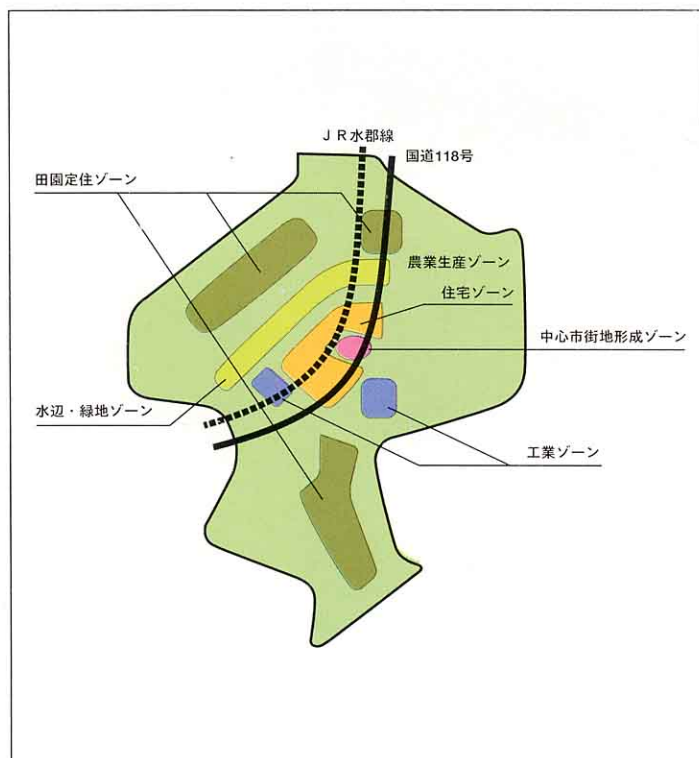 JR水郡線
国道118号
田園定住ゾーン
農業生産ゾーン
住宅ゾーン
中心市街地形成ゾーン
水辺・緑地ゾーン
工業ゾーン